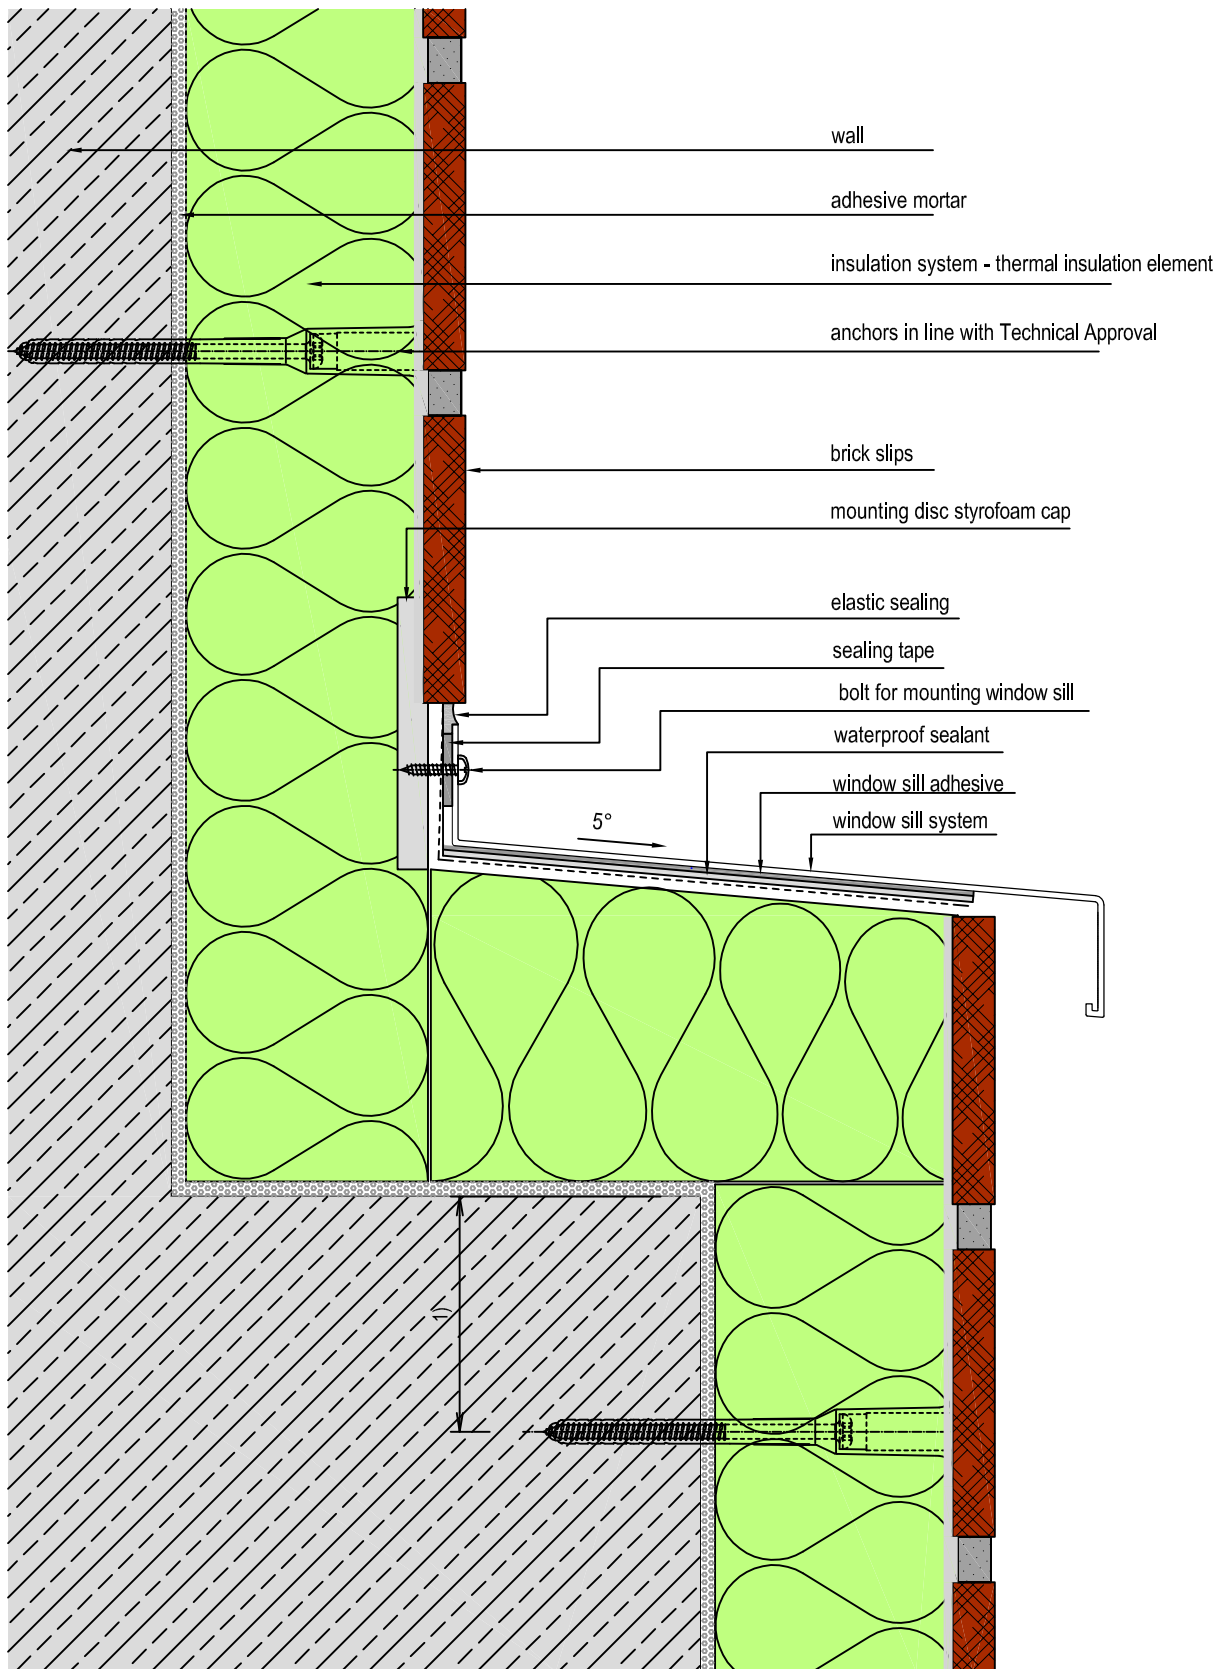 wall
adhesive mortar
insulation system - thermal insulation element
anchors in line with Technical Approval
brick slips
mounting disc styrofoam cap
elastic sealing
sealing tape
bolt for mounting window sill
waterproof sealant
window sill adhesive
5°
window sill system
1)